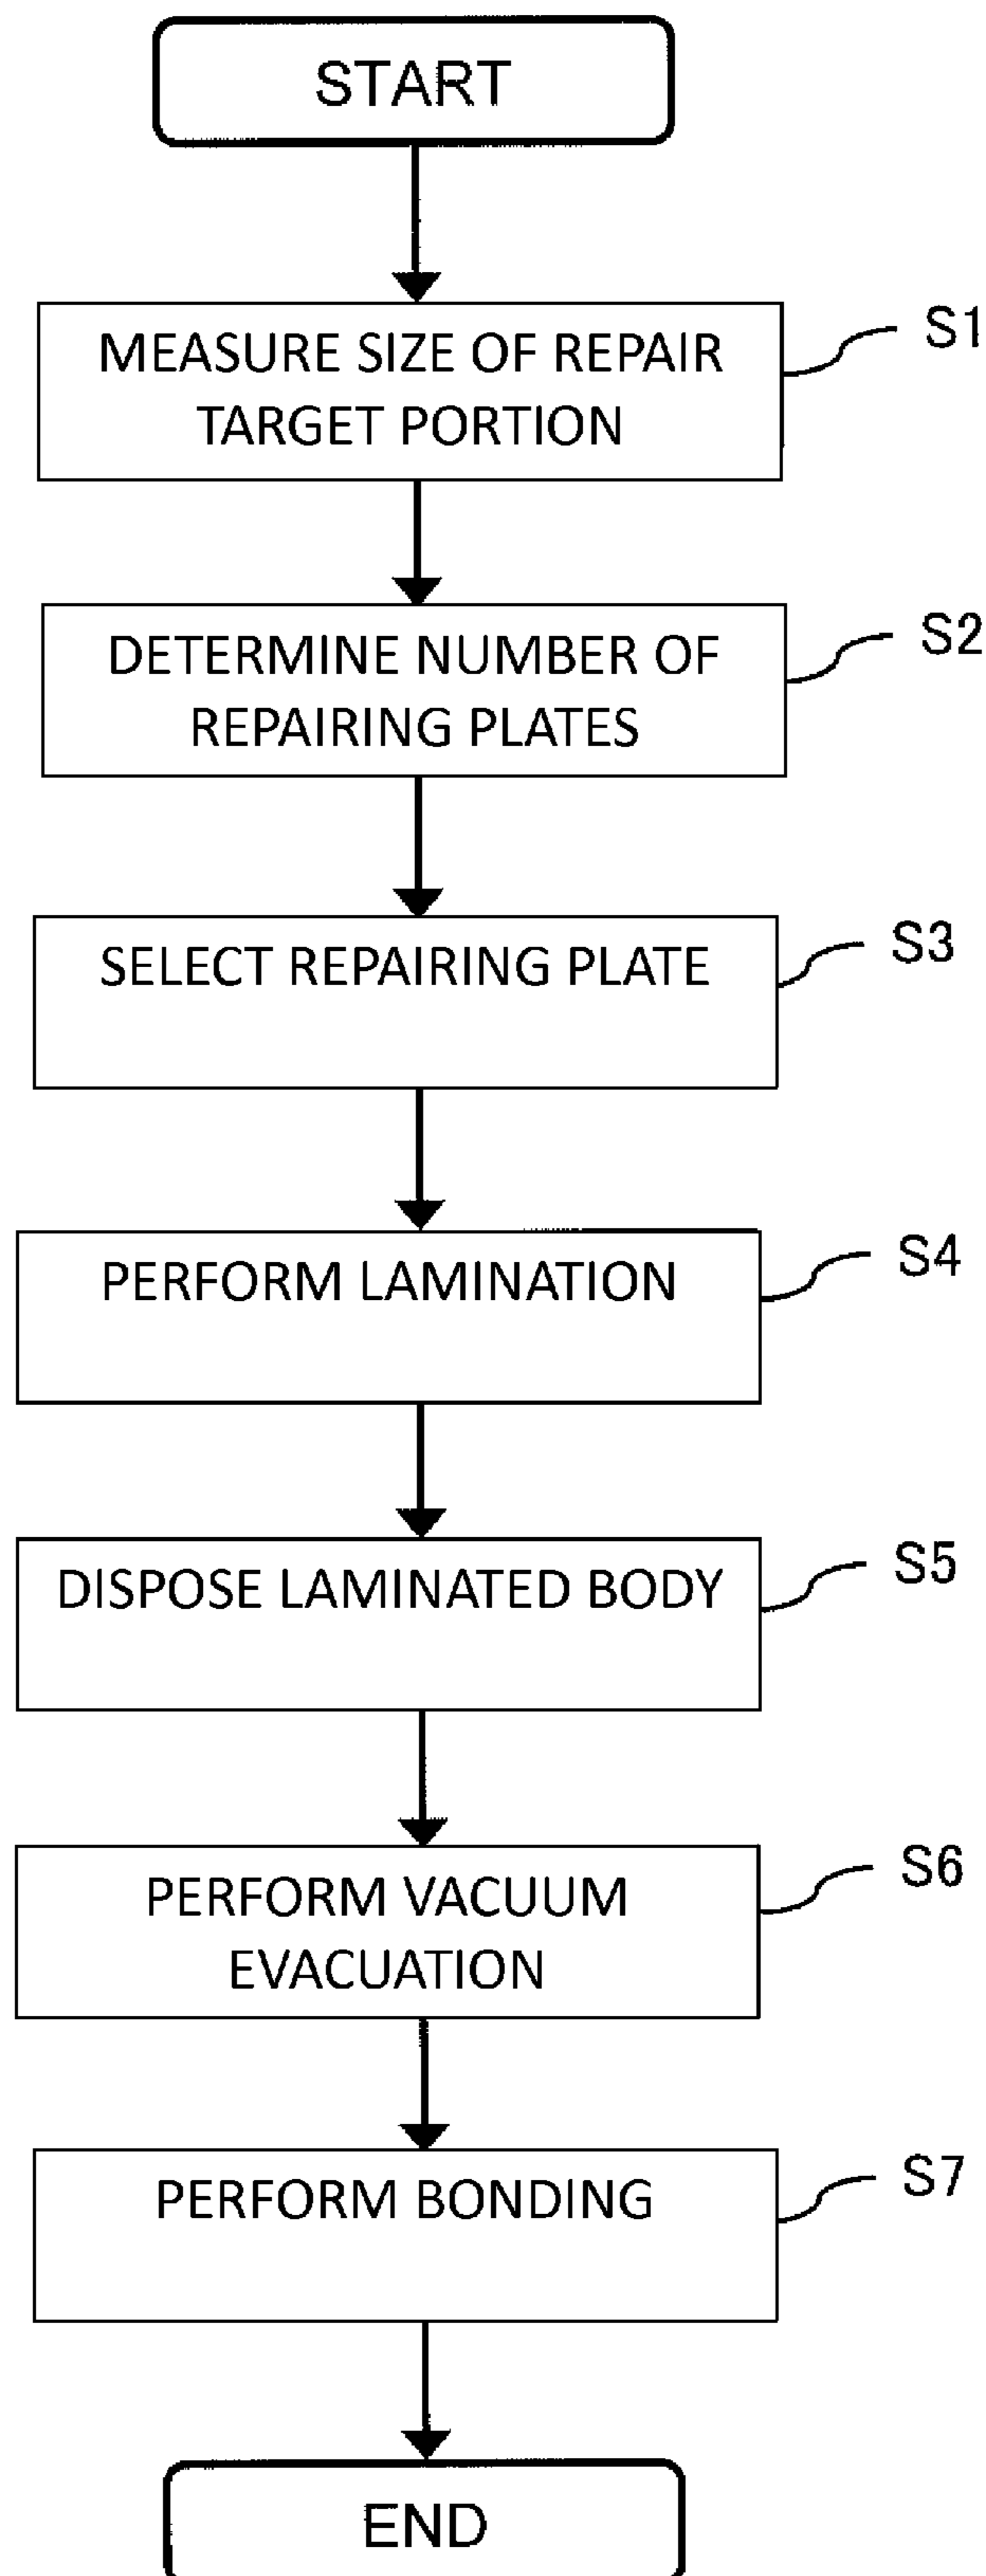 START
MEASURE SIZE OF REPAIR
TARGET PORTION
S1
DETERMINE NUMBER OF
REPAIRING PLATES
S2
SELECT REPAIRING PLATE
S3
PERFORM LAMINATION
S4
DISPOSE LAMINATED BODY
S5
PERFORM VACUUM
EVACUATION
S6
PERFORM BONDING
S7
END